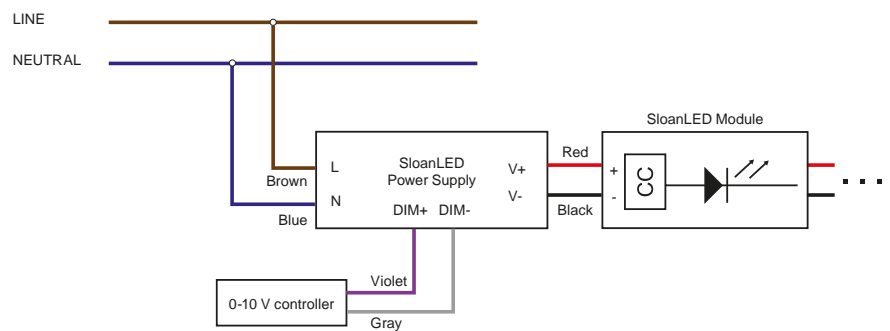 LINE
NEUTRAL
SloanLED Module
Red
L
SloanLED
Power Supply
V+
+
CC
Brown
N
V-
-
Blue
DIM+ DIM-
Black
Violet
0-10 V controller
Gray